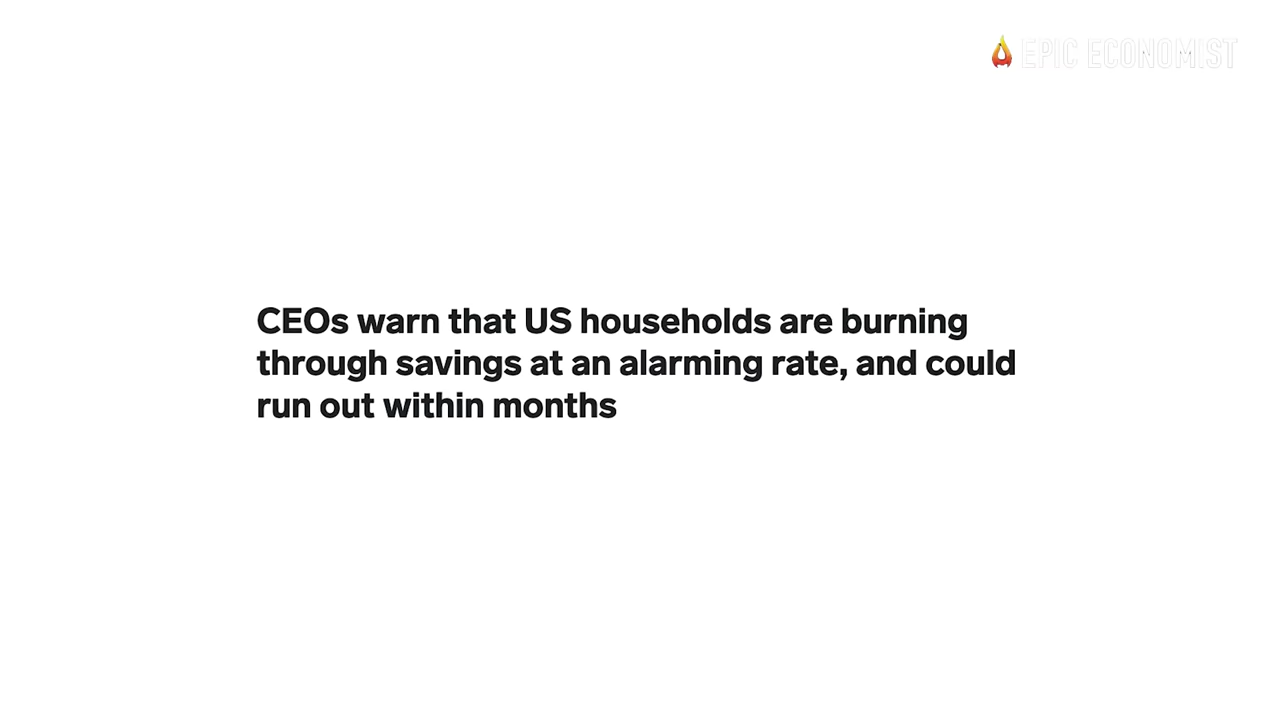 EPIC ECONOMIST
CEOs warn that US households are burning
through savings at an alarming rate, and could
run out within months